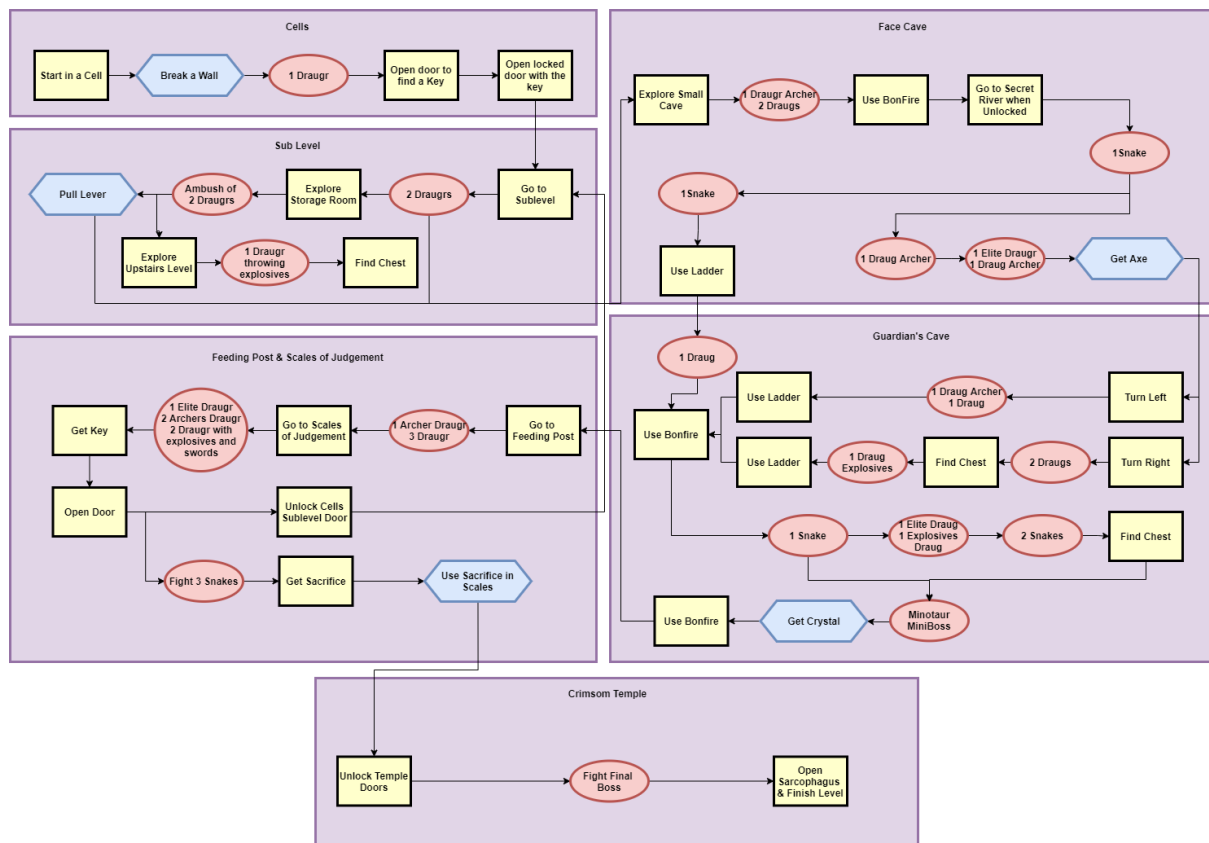 Cells
Start in a Cell
Break a Wall
1 Draugr
Open door to
find a Key
Open locked
door with the
key
Sub Level
Pull Lever
Ambush of
2 Draugrs
Explore
Storage Room
2 Draugrs
Go to
Sublevel
Explore
Upstairs Level
1 Draugr
throwing
explosives
Find Chest
Face Cave
Explore Small
Cave
1 Draugr Archer
2 Draugs
Use BonFire
Go to Secret
River when
Unlocked
1Snake
1Snake
Use Ladder
1 Draug Archer
1 Elite Draugr
1 Draug Archer
Get Axe
Feeding Post & Scales of Judgement
Get Key
1 Elite Draugr
2 Archers Draugr
2 Draugr with
explosives and
swords
Go to Scales
of Judgement
1 Archer Draugr
3 Draugr
Go to
Feeding Post
Open Door
Unlock Cells
Sublevel Door
Fight 3 Snakes
Get Sacrifice
Use Sacrifice in
Scales
Guardian's Cave
1 Draug
Use Bonfire
Use Ladder
1 Draug Archer
1 Draug
Turn Left
Use Ladder
1 Draug
Explosives
Find Chest
2 Draugs
Turn Right
1 Snake
1 Elite Draug
1 Explosives
Draug
2 Snakes
Find Chest
Use Bonfire
Get Crystal
Minotaur
MiniBoss
Crimsom Temple
Unlock Temple
Doors
Fight Final
Boss
Open
Sarcophagus
& Finish Level